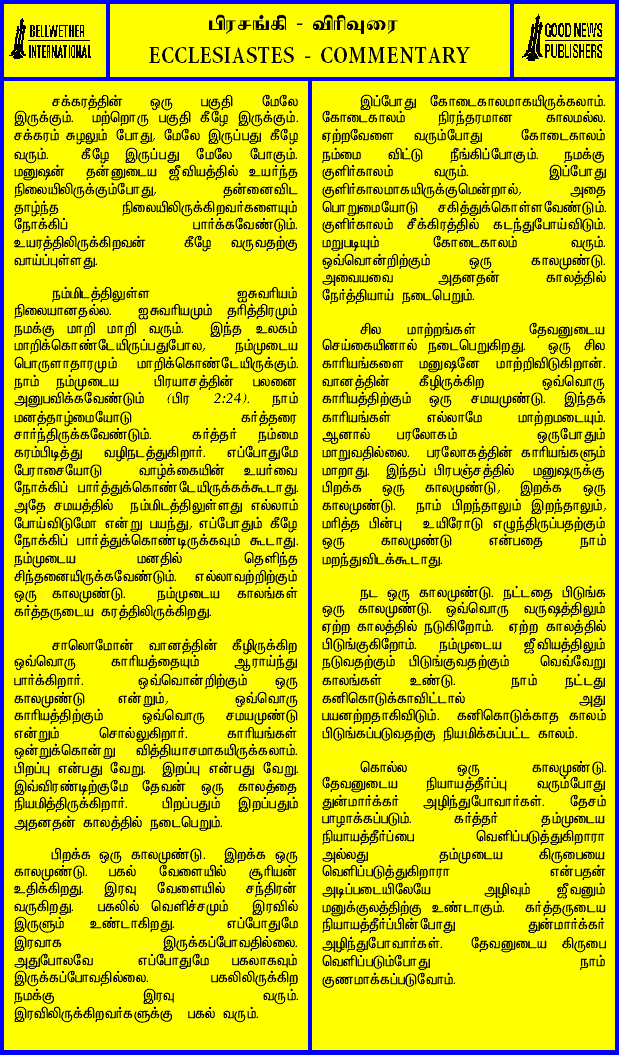 BELLWETHER
INTERNATIONAL
பிரசங்கி - விரிவுரை
ECCLESIASTES - COMMENTARY
GOOD NEWS
PUBLISHERS
சக்கரத்தின் ஒரு பகுதி மேலே
இருக்கும். மற்றொரு பகுதி கீழே இருக்கும்.
சக்கரம் சுழலும் போது, மேலே இருப்பது கீழே
வரும். கீழே இருப்பது மேலே போகும்.
மனுஷன் தன்னுடைய ஜீவியத்தில் உயர்ந்த
நிலையிலிருக்கும்போது, தன்னைவிட
தாழ்ந்த நிலையிலிருக்கிறவர்களையும்
நோக்கிப் பார்க்கவேண்டும்.
உயரத்திலிருக்கிறவன் கீழே வருவதற்கு
வாய்ப்புள்ளது.
நம்மிடத்திலுள்ள ஐசுவரியம்
நிலையானதல்ல. ஐசுவரியமும் தரித்திரமும்
நமக்கு மாறி மாறி வரும். இந்த உலகம்
மாறிக்கொண்டேயிருப்பதுபோல, நம்முடைய
பொருளாதாரமும் மாறிக்கொண்டேயிருக்கும்.
நாம் நம்முடைய பிரயாசத்தின் பலனை
அனுபவிக்கவேண்டும் (பிர 2:24). நாம்
மனத்தாழ்மையோடு கர்த்தரை
சார்ந்திருக்கவேண்டும். கர்த்தர் நம்மை
கரம்பிடித்து வழிநடத்துகிறார். எப்போதுமே
பேராசையோடு வாழ்க்கையின் உயர்வை
நோக்கிப் பார்த்துக்கொண்டேயிருக்கக்கூடாது.
அதே சமயத்தில் நம்மிடத்திலுள்ளது எல்லாம்
போய்விடுமோ என்று பயந்து, எப்போதும் கீழே
நோக்கிப் பார்த்துக்கொண்டிருக்கவும் கூடாது.
நம்முடைய மனதில் தெளிந்த
சிந்தனையிருக்கவேண்டும். எல்லாவற்றிற்கும்
ஒரு காலமுண்டு. நம்முடைய காலங்கள்
கர்த்தருடைய கரத்திலிருக்கிறது.
சாலொமோன் வானத்தின் கீழிருக்கிற
ஒவ்வொரு காரியத்தையும் ஆராய்ந்து
பார்க்கிறார். ஒவ்வொன்றிற்கும் ஒரு
காலமுண்டு என்றும், ஒவ்வொரு
காரியத்திற்கும் ஒவ்வொரு சமயமுண்டு
என்றும் சொல்லுகிறார். காரியங்கள்
ஒன்றுக்கொன்று வித்தியாசமாகயிருக்கலாம்.
பிறப்பு என்பது வேறு. இறப்பு என்பது வேறு.
இவ்விரண்டிற்குமே தேவன் ஒரு காலத்தை
நியமித்திருக்கிறார். பிறப்பதும் இறப்பதும்
அதனதன் காலத்தில் நடைபெறும்.
பிறக்க ஒரு காலமுண்டு. இறக்க ஒரு
காலமுண்டு. பகல் வேளையில் சூரியன்
உதிக்கிறது. இரவு வேளையில் சந்திரன்
வருகிறது. பகலில் வெளிச்சமும் இரவில்
இருளும் உண்டாகிறது. எப்போதுமே
இரவாக இருக்கப்போவதில்லை.
அதுபோலவே எப்போதுமே பகலாகவும்
இருக்கப்போவதில்லை. பகலிலிருக்கிற
நமக்கு இரவு வரும்.
இரவிலிருக்கிறவர்களுக்கு பகல் வரும்.
இப்போது கோடைகாலமாகயிருக்கலாம்.
கோடைகாலம் நிரந்தரமான காலமல்ல.
ஏற்றவேளை வரும்போது கோடைகாலம்
நம்மை விட்டு நீங்கிப்போகும். நமக்கு
குளிர்காலம் வரும். இப்போது
குளிர்காலமாகயிருக்குமென்றால், அதை
பொறுமையோடு சகித்துக்கொள்ளவேண்டும்.
குளிர்காலம் சீக்கிரத்தில் கடந்துபோய்விடும்.
மறுபடியும் கோடைகாலம் வரும்.
ஒவ்வொன்றிற்கும் ஒரு காலமுண்டு.
அவையவை அதனதன் காலத்தில்
நேர்த்தியாய் நடைபெறும்.
சில மாற்றங்கள் தேவனுடைய
செய்கையினால் நடைபெறுகிறது. ஒரு சில
காரியங்களை மனுஷனே மாற்றிவிடுகிறான்.
வானத்தின் கீழிருக்கிற ஒவ்வொரு
காரியத்திற்கும் ஒரு சமயமுண்டு. இந்தக்
காரியங்கள் எல்லாமே மாற்றமடையும்.
ஆனால் பரலோகம் ஒருபோதும்
மாறுவதில்லை. பரலோகத்தின் காரியங்களும்
மாறாது. இந்தப் பிரபஞ்சத்தில் மனுஷருக்கு
பிறக்க ஒரு காலமுண்டு, இறக்க ஒரு
காலமுண்டு. நாம் பிறந்தாலும் இறந்தாலும்,
மரித்த பின்பு உயிரோடு எழுந்திருப்பதற்கும்
ஒரு காலமுண்டு என்பதை நாம்
மறந்துவிடக்கூடாது.
நட ஒரு காலமுண்டு. நட்டதை பிடுங்க
ஒரு காலமுண்டு. ஒவ்வொரு வருஷத்திலும்
ஏற்ற காலத்தில் நடுகிறோம். ஏற்ற காலத்தில்
பிடுங்குகிறோம். நம்முடைய ஜீவியத்திலும்
நடுவதற்கும் பிடுங்குவதற்கும் வெவ்வேறு
காலங்கள் உண்டு. நாம் நட்டது
கனிகொடுக்காவிட்டால் அது
பயனற்றதாகிவிடும். கனிகொடுக்காத காலம்
பிடுங்கப்படுவதற்கு நியமிக்கப்பட்ட காலம்.
கொல்ல ஒரு காலமுண்டு.
தேவனுடைய நியாயத்தீர்ப்பு வரும்போது
துன்மார்க்கர் அழிந்துபோவார்கள். தேசம்
பாழாக்கப்படும். கர்த்தர் தம்முடைய
நியாயத்தீர்ப்பை வெளிப்படுத்துகிறாரா
அல்லது தம்முடைய கிருபையை
வெளிப்படுத்துகிறாரா என்பதன்
அடிப்படையிலேயே அழிவும் ஜீவனும்
மனுக்குலத்திற்கு உண்டாகும். கர்த்தருடைய
நியாயத்தீர்ப்பின்போது துன்மார்க்கர்
அழிந்துபோவார்கள். தேவனுடைய கிருபை
வெளிப்படும்போது நாம்
குணமாக்கப்படுவோம்.